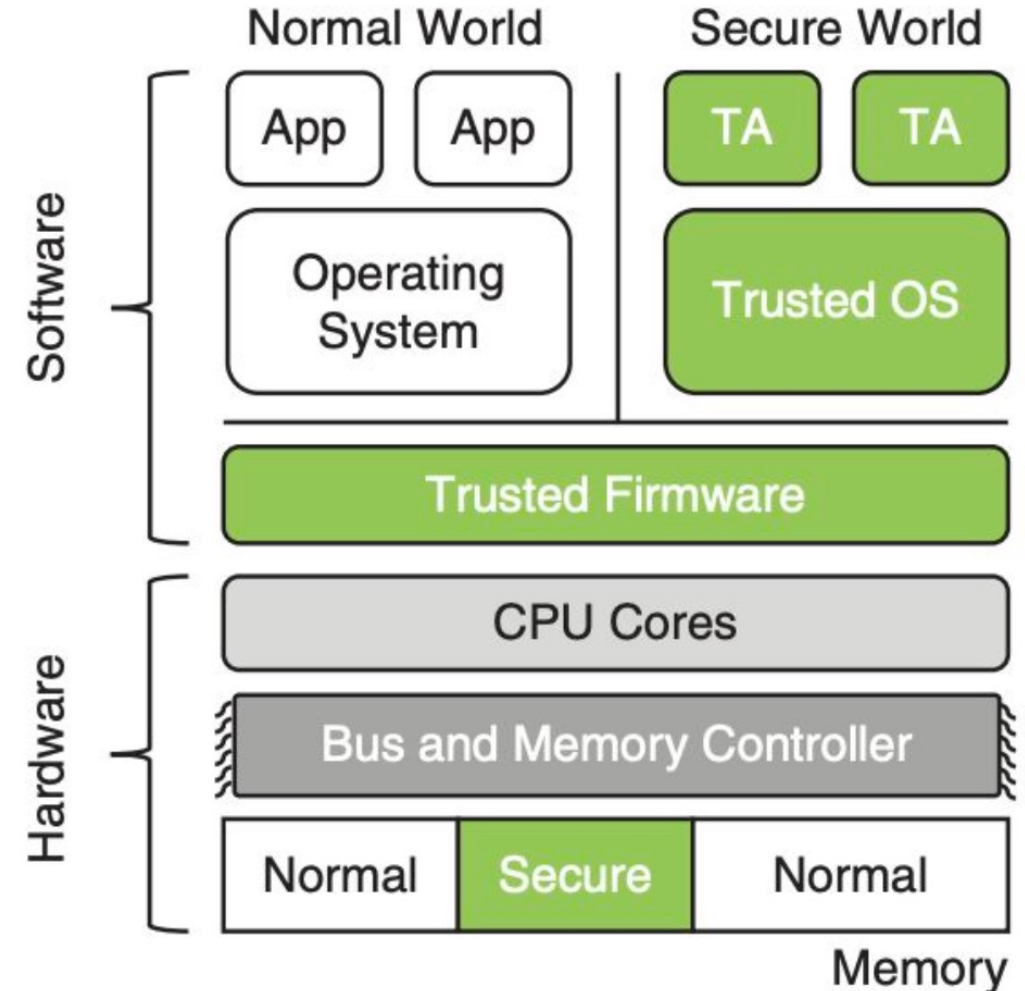 Normal World
Secure World
Software
App
App
TA
TA
Operating
System
Trusted OS
Trusted Firmware
Hardware
CPU Cores
Bus and Memory Controller
Normal
Secure
Normal
Memory